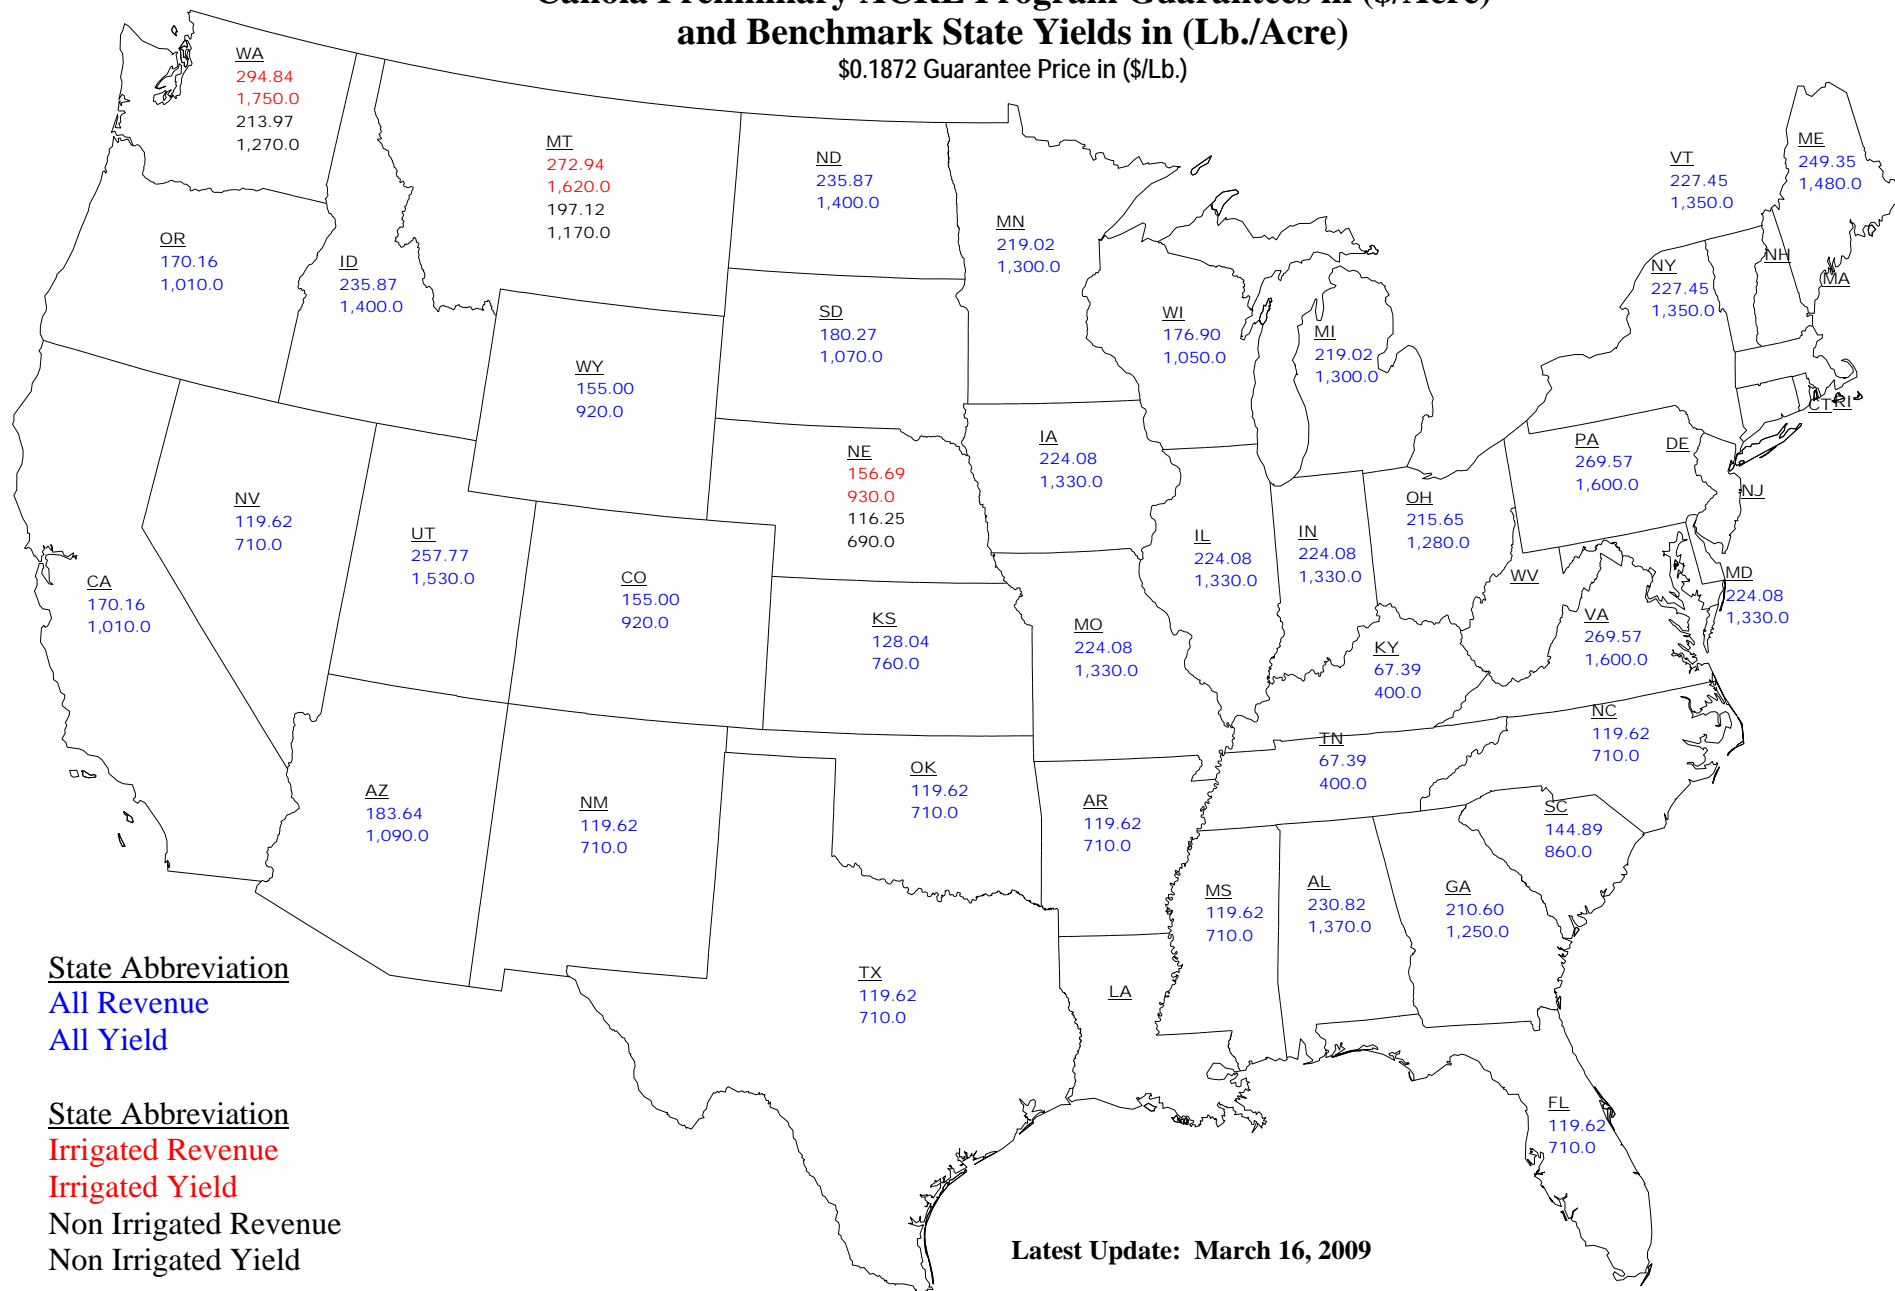 Canola Preliminary ACRE Program Guarantees in ($/Acre)
and Benchmark State Yields in (Lb./Acre)
$0.1872 Guarantee Price in ($/Lb.)
WA
294.84
1,750.0
213.97
1,270.0
MT
272.94
1,620.0
197.12
1,170.0
ND
235.87
1,400.0
MN
219.02
1,300.0
VT
227.45
1,350.0
ME
249.35
1,480.0
OR
170.16
1,010.0
ID
235.87
1,400.0
NH
MA
NY
227.45
1,350.0
WY
155.00
920.0
SD
180.27
1,070.0
WI
176.90
1,050.0
MI
219.02
1,300.0
CT
RI
NE
156.69
930.0
116.25
690.0
IA
224.08
1,330.0
PA
269.57
1,600.0
DE
NJ
NV
119.62
710.0
UT
257.77
1,530.0
CO
155.00
920.0
IL
224.08
1,330.0
IN
224.08
1,330.0
OH
215.65
1,280.0
WV
MD
224.08
1,330.0
CA
170.16
1,010.0
KS
128.04
760.0
MO
224.08
1,330.0
KY
67.39
400.0
VA
269.57
1,600.0
AZ
183.64
1,090.0
NM
119.62
710.0
OK
119.62
710.0
AR
119.62
710.0
TN
67.39
400.0
NC
119.62
710.0
SC
144.89
860.0
MS
119.62
710.0
AL
230.82
1,370.0
GA
210.60
1,250.0
TX
119.62
710.0
LA
FL
119.62
710.0
State Abbreviation
All Revenue
All Yield
State Abbreviation
Irrigated Revenue
Irrigated Yield
Non Irrigated Revenue
Non Irrigated Yield
Latest Update: March 16, 2009